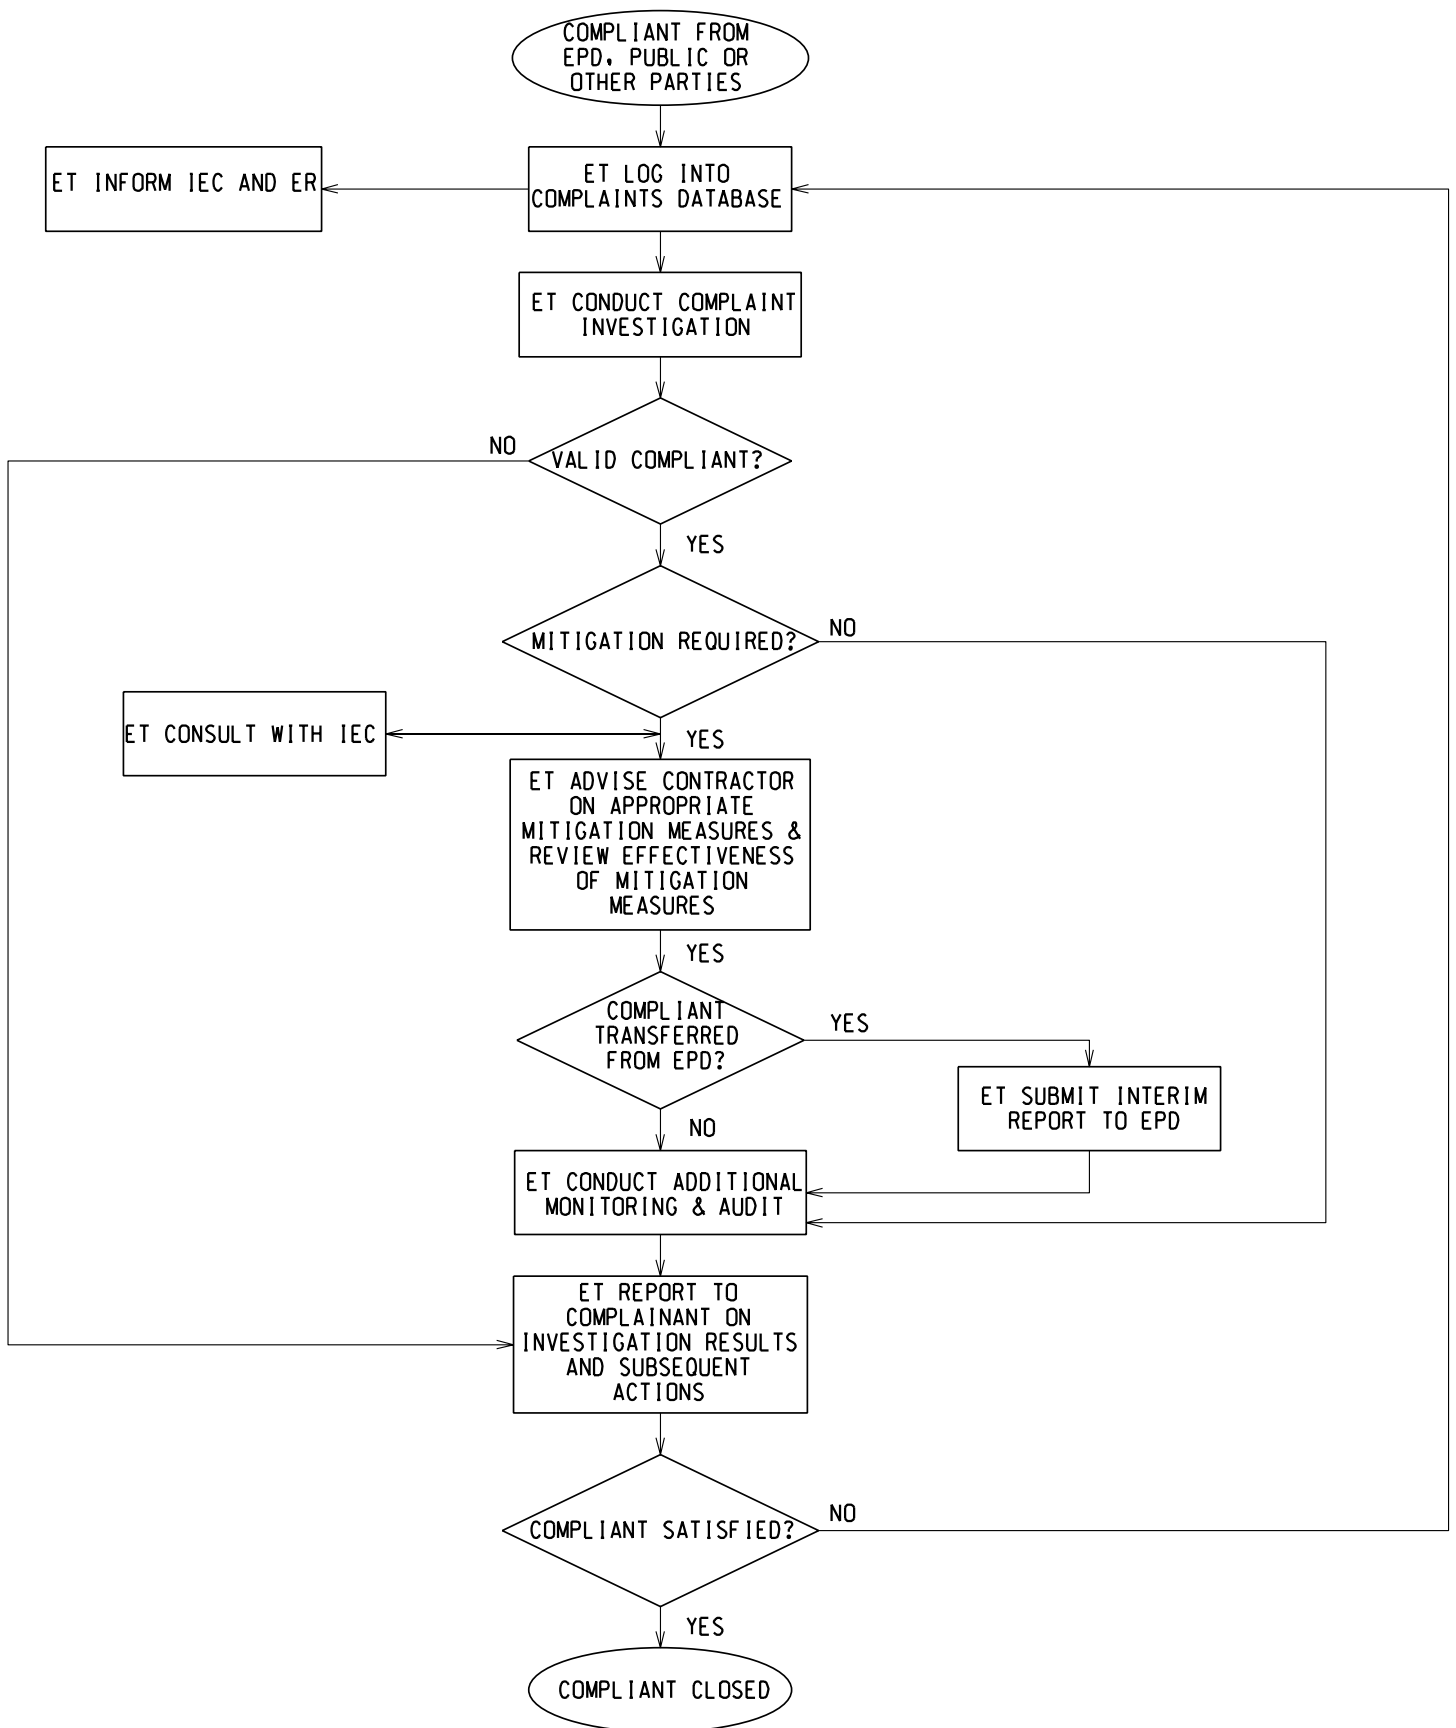 COMPLIANT FROM
EPD, PUBLIC OR
OTHER PARTIES
ET INFORM IEC AND ER
ET LOG INTO
COMPLAINTS DATABASE
ET CONDUCT COMPLAINT
INVESTIGATION
NO
VALID COMPLIANT?
YES
MITIGATION REQUIRED?
NO
ET CONSULT WITH IEC
YES
ET ADVISE CONTRACTOR
ON APPROPRIATE
MITIGATION MEASURES &
REVIEW EFFECTIVENESS
OF MITIGATION
MEASURES
YES
COMPLIANT
TRANSFERRED
FROM EPD?
YES
ET SUBMIT INTERIM
REPORT TO EPD
NO
ET CONDUCT ADDITIONAL
MONITORING & AUDIT
ET REPORT TO
COMPLAINANT ON
INVESTIGATION RESULTS
AND SUBSEQUENT
ACTIONS
COMPLIANT SATISFIED?
NO
YES
COMPLIANT CLOSED